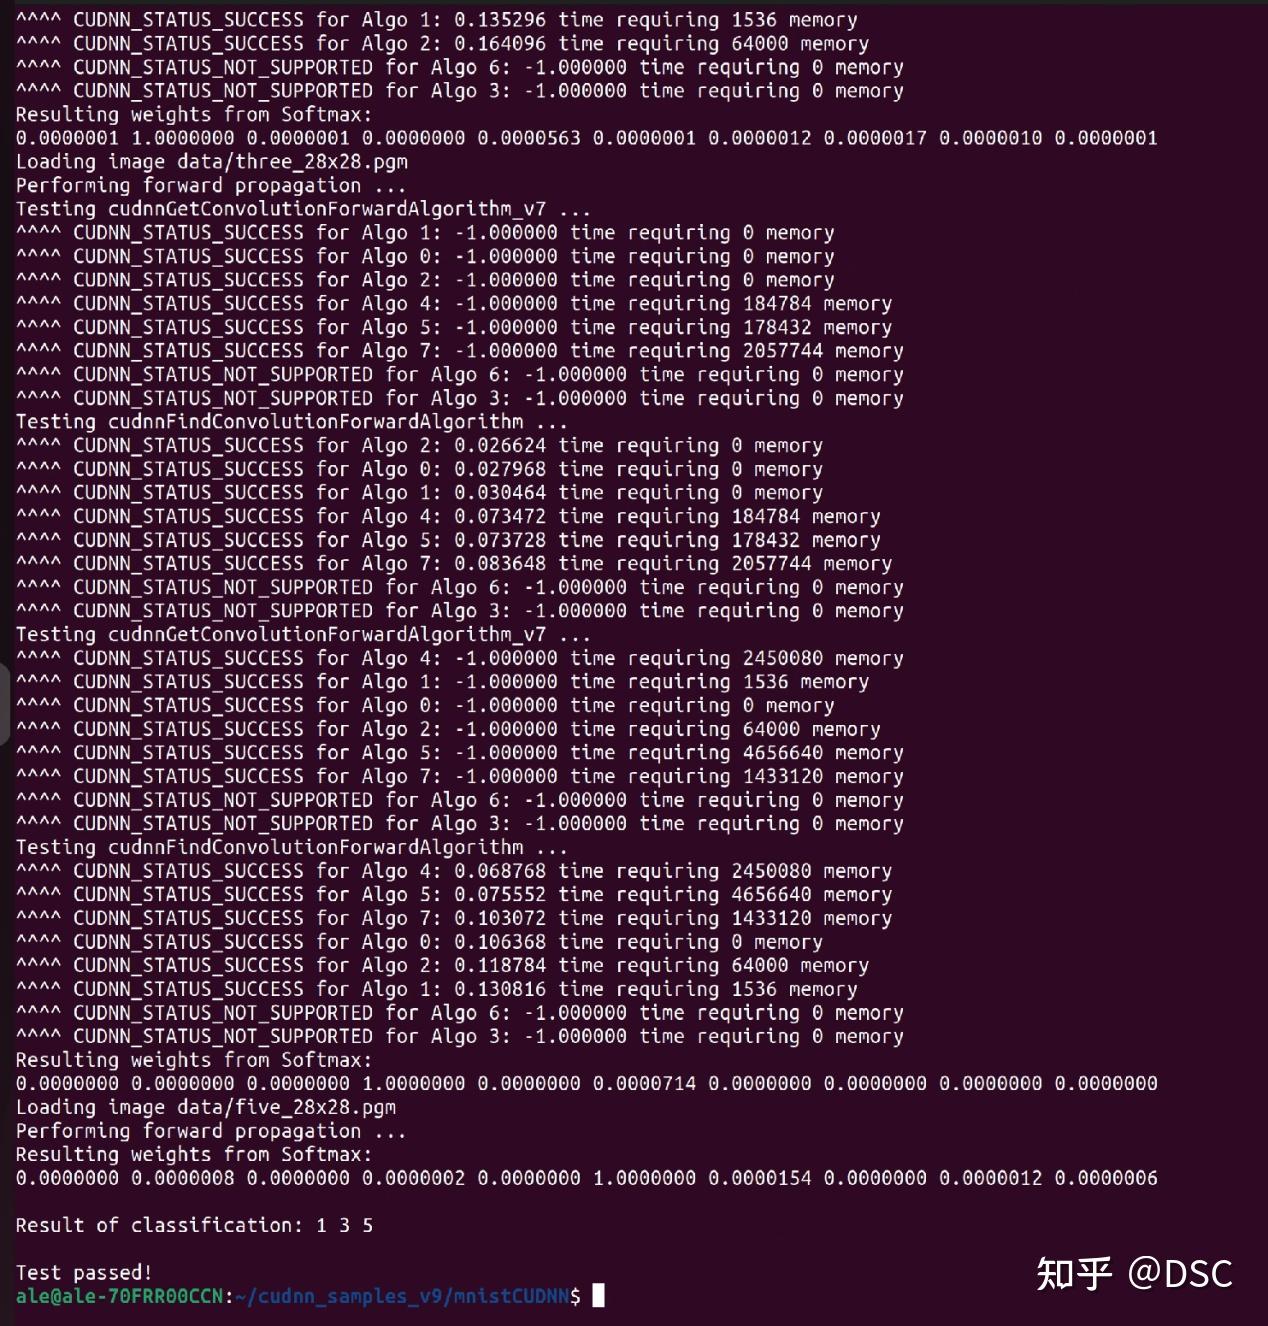 ^^^^ CUDNN_STATUS_SUCCESS for Algo 1: 0.135296 time requiring 1536 memory
^^^^ CUDNN_STATUS_SUCCESS for Algo 2: 0.164096 time requiring 64000 memory
^^^^ CUDNN_STATUS_NOT_SUPPORTED for Algo 6: -1.000000 time requiring 0 memory
^^^^ CUDNN_STATUS_NOT_SUPPORTED for Algo 3: -1.000000 time requiring 0 memory
Resulting weights from Softmax:
0.0000001 1.0000000 0.0000001 0.0000000 0.0000563 0.0000001 0.0000012 0.0000017 0.0000010 0.0000001
Loading image data/three_28x28.pgm
Performing forward propagation ...
Testing cudnnGetConvolutionForwardAlgorithm_v7 ...
^^^^ CUDNN_STATUS_SUCCESS for Algo 1: -1.000000 time requiring 0 memory
^^^^ CUDNN_STATUS_SUCCESS for Algo 0: -1.000000 time requiring 0 memory
^^^^ CUDNN_STATUS_SUCCESS for Algo 2: -1.000000 time requiring 0 memory
^^^^ CUDNN_STATUS_SUCCESS for Algo 4: -1.000000 time requiring 184784 memory
^^^^ CUDNN_STATUS_SUCCESS for Algo 5: -1.000000 time requiring 178432 memory
^^^^ CUDNN_STATUS_SUCCESS for Algo 7: -1.000000 time requiring 2057744 memory
^^^^ CUDNN_STATUS_NOT_SUPPORTED for Algo 6: -1.000000 time requiring 0 memory
^^^^ CUDNN_STATUS_NOT_SUPPORTED for Algo 3: -1.000000 time requiring 0 memory
Testing cudnnFindConvolutionForwardAlgorithm ...
^^^^ CUDNN_STATUS_SUCCESS for Algo 2: 0.026624 time requiring 0 memory
^^^^ CUDNN_STATUS_SUCCESS for Algo 0: 0.027968 time requiring 0 memory
^^^^ CUDNN_STATUS_SUCCESS for Algo 1: 0.030464 time requiring 0 memory
^^^^ CUDNN_STATUS_SUCCESS for Algo 4: 0.073472 time requiring 184784 memory
^^^^ CUDNN_STATUS_SUCCESS for Algo 5: 0.073728 time requiring 178432 memory
^^^^ CUDNN_STATUS_SUCCESS for Algo 7: 0.083648 time requiring 2057744 memory
^^^^ CUDNN_STATUS_NOT_SUPPORTED for Algo 6: -1.000000 time requiring 0 memory
^^^^ CUDNN_STATUS_NOT_SUPPORTED for Algo 3: -1.000000 time requiring 0 memory
Testing cudnnGetConvolutionForwardAlgorithm_v7 ...
^^^^ CUDNN_STATUS_SUCCESS for Algo 4: -1.000000 time requiring 2450080 memory
^^^^ CUDNN_STATUS_SUCCESS for Algo 1: -1.000000 time requiring 1536 memory
^^^^ CUDNN_STATUS_SUCCESS for Algo 0: -1.000000 time requiring 0 memory
^^^^ CUDNN_STATUS_SUCCESS for Algo 2: -1.000000 time requiring 64000 memory
^^^^ CUDNN_STATUS_SUCCESS for Algo 5: -1.000000 time requiring 4656640 memory
^^^^ CUDNN_STATUS_SUCCESS for Algo 7: -1.000000 time requiring 1433120 memory
^^^^ CUDNN_STATUS_NOT_SUPPORTED for Algo 6: -1.000000 time requiring 0 memory
^^^^ CUDNN_STATUS_NOT_SUPPORTED for Algo 3: -1.000000 time requiring 0 memory
Testing cudnnFindConvolutionForwardAlgorithm ...
^^^^ CUDNN_STATUS_SUCCESS for Algo 4: 0.068768 time requiring 2450080 memory
^^^^ CUDNN_STATUS_SUCCESS for Algo 5: 0.075552 time requiring 4656640 memory
^^^^ CUDNN_STATUS_SUCCESS for Algo 7: 0.103072 time requiring 1433120 memory
^^^^ CUDNN_STATUS_SUCCESS for Algo 0: 0.106368 time requiring 0 memory
^^^^ CUDNN_STATUS_SUCCESS for Algo 2: 0.118784 time requiring 64000 memory
^^^^ CUDNN_STATUS_SUCCESS for Algo 1: 0.130816 time requiring 1536 memory
^^^^ CUDNN_STATUS_NOT_SUPPORTED for Algo 6: -1.000000 time requiring 0 memory
^^^^ CUDNN_STATUS_NOT_SUPPORTED for Algo 3: -1.000000 time requiring 0 memory
Resulting weights from Softmax:
0.0000000 0.0000000 0.0000000 1.0000000 0.0000000 0.0000714 0.0000000 0.0000000 0.0000000 0.0000000
Loading image data/five_28x28.pgm
Performing forward propagation ...
Resulting weights from Softmax:
0.0000000 0.0000008 0.0000000 0.0000002 0.0000000 1.0000000 0.0000154 0.0000000 0.0000012 0.0000006
Result of classification: 1 3 5
Test passed!
ale@ale-70FRR00CCN:~/cudnn_samples_v9/mnistCUDNN$
知乎 @DSC